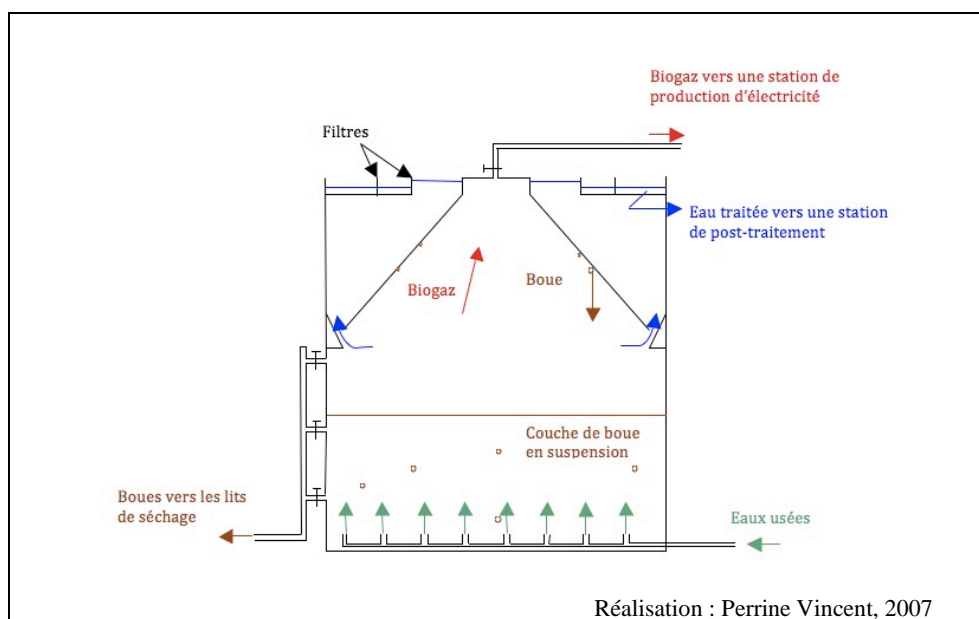 Biogaz vers une station de
production d'électricité
Filtres
Eau traitée vers une station
de post-traitement
Biogaz
Boue
Couche de boue
en suspension
Boues vers les lits
de séchage
Eaux usées
Réalisation : Perrine Vincent, 2007